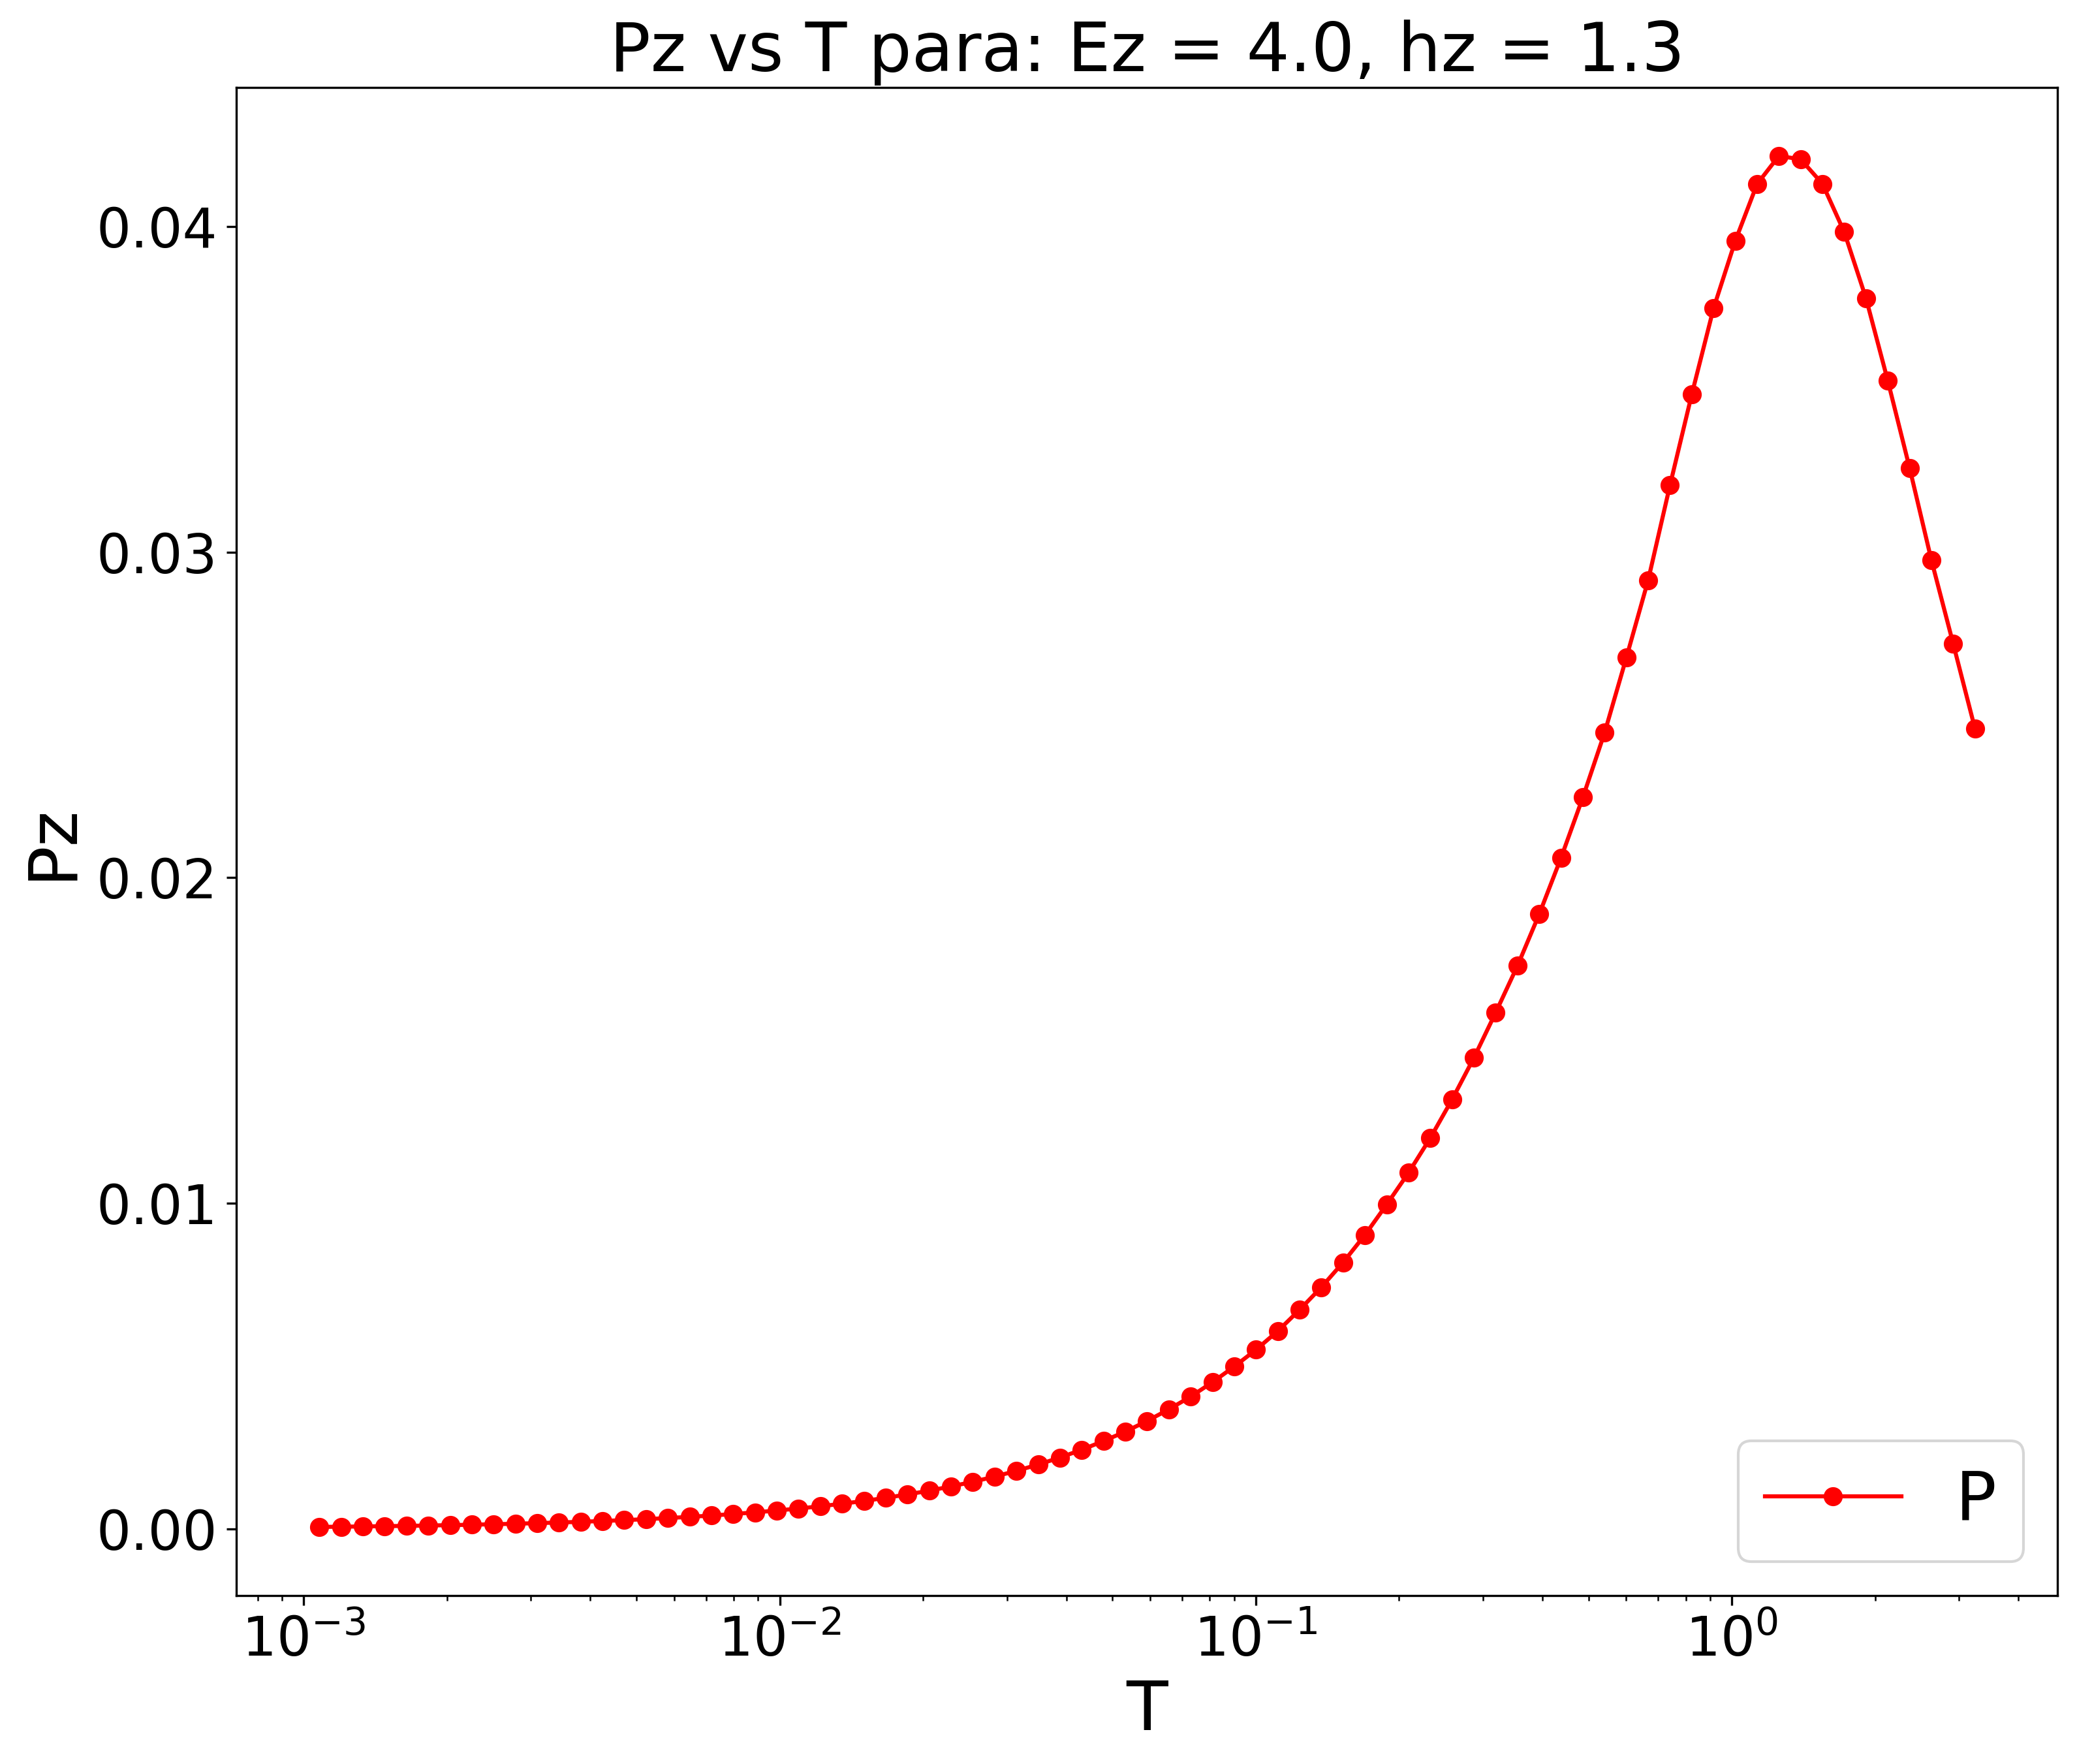 Pz vs T para: Ez = 4.0, hz = 1.3
Pz
0.04
0.03
0.02
0.01
0.00
10⁻³ 10⁻² 10⁻¹ 10⁰
T
P